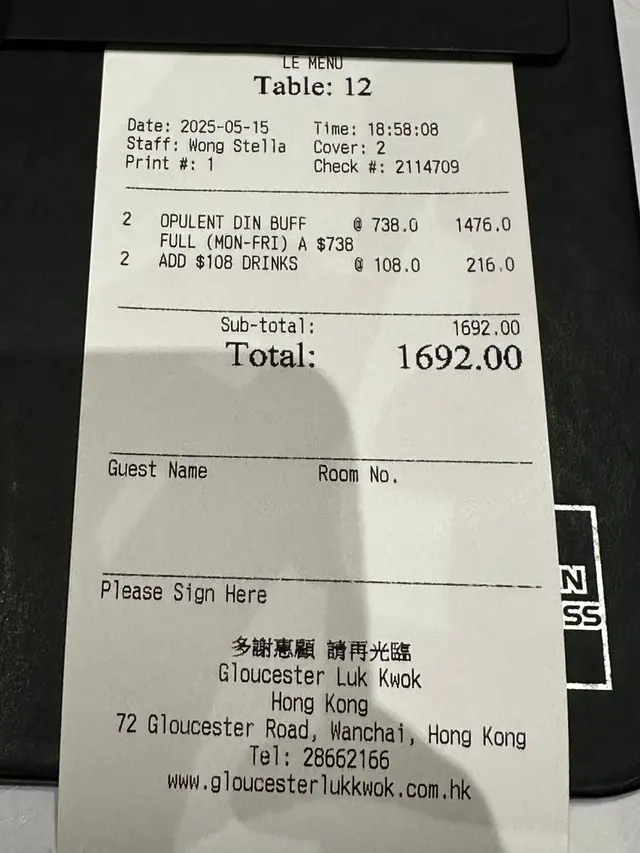 LE MENU
Table: 12
Date: 2025-05-15 Time: 18:58:08
Staff: Wong Stella Cover: 2
Print #: 1 Check #: 2114709
2 OPULENT DIN BUFF @ 738.0 1476.0
FULL (MON-FRI) A $738
2 ADD $108 DRINKS @ 108.0 216.0
Sub-total: 1692.00
Total: 1692.00
Guest Name Room No.
Please Sign Here
多謝惠顧 請再光臨
Gloucester Luk Kwok
Hong Kong
72 Gloucester Road, Wanchai, Hong Kong
Tel: 28662166
www.gloucesterlukkwok.com.hk
N
SS